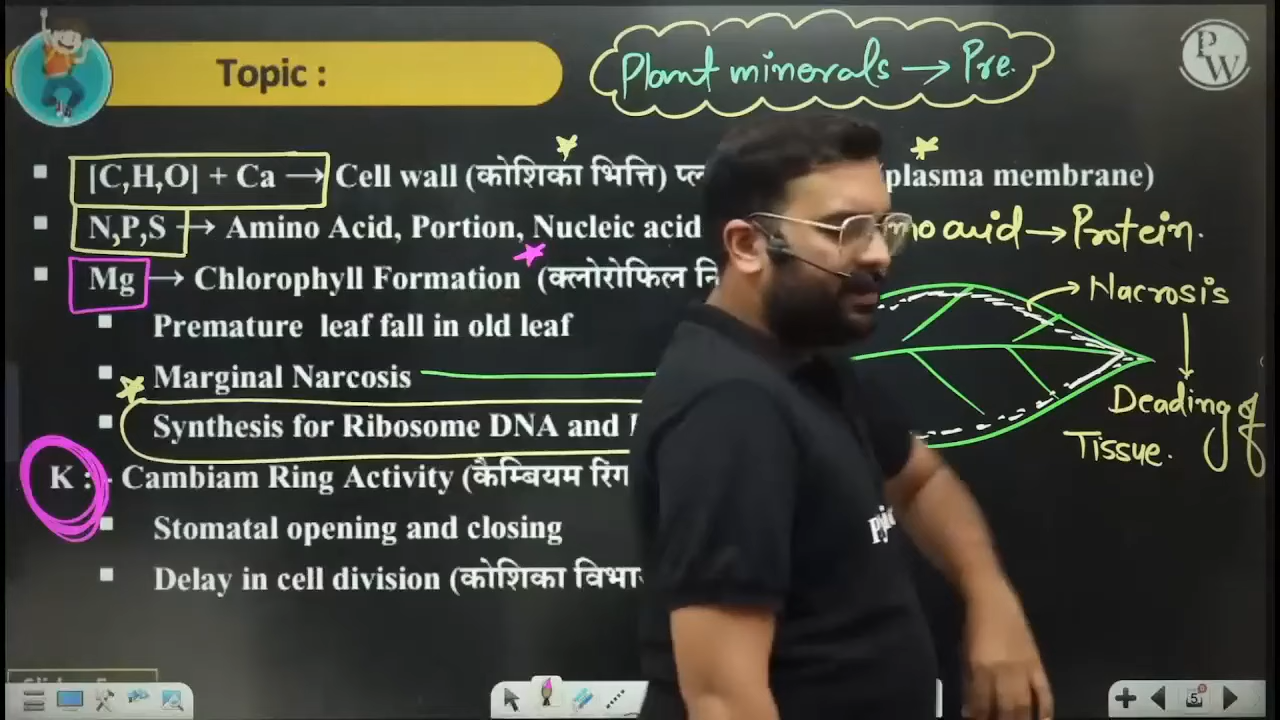 Topic :
Plant minerals → Pre.
PW
[C,H,O] + Ca → Cell wall (कोशिका भित्ति) plasma membrane)
N,P,S → Amino Acid, Portion, Nucleic acid
acid → Protein.
Mg → Chlorophyll Formation (क्लोरोफिल
Nacrosis
Premature leaf fall in old leaf
Marginal Narcosis
Deading of
Tissue.
Synthesis for Ribosome DNA and
K : - Cambiam Ring Activity (कैम्बियम रिंग
Stomatal opening and closing
Delay in cell division (कोशिका